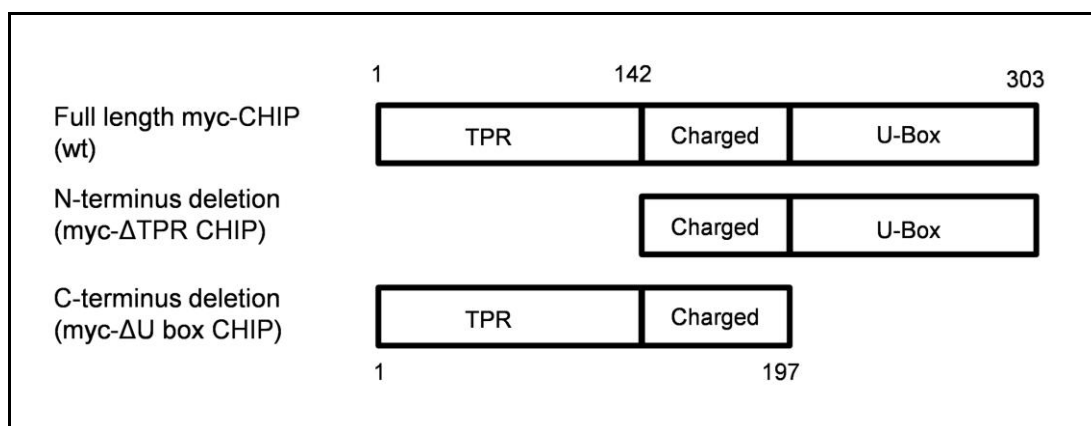 1 142 303
Full length myc-CHIP
(wt)
TPR Charged U-Box
N-terminus deletion
(myc-ΔTPR CHIP)
Charged U-Box
C-terminus deletion
(myc-ΔU box CHIP)
TPR Charged
1 197